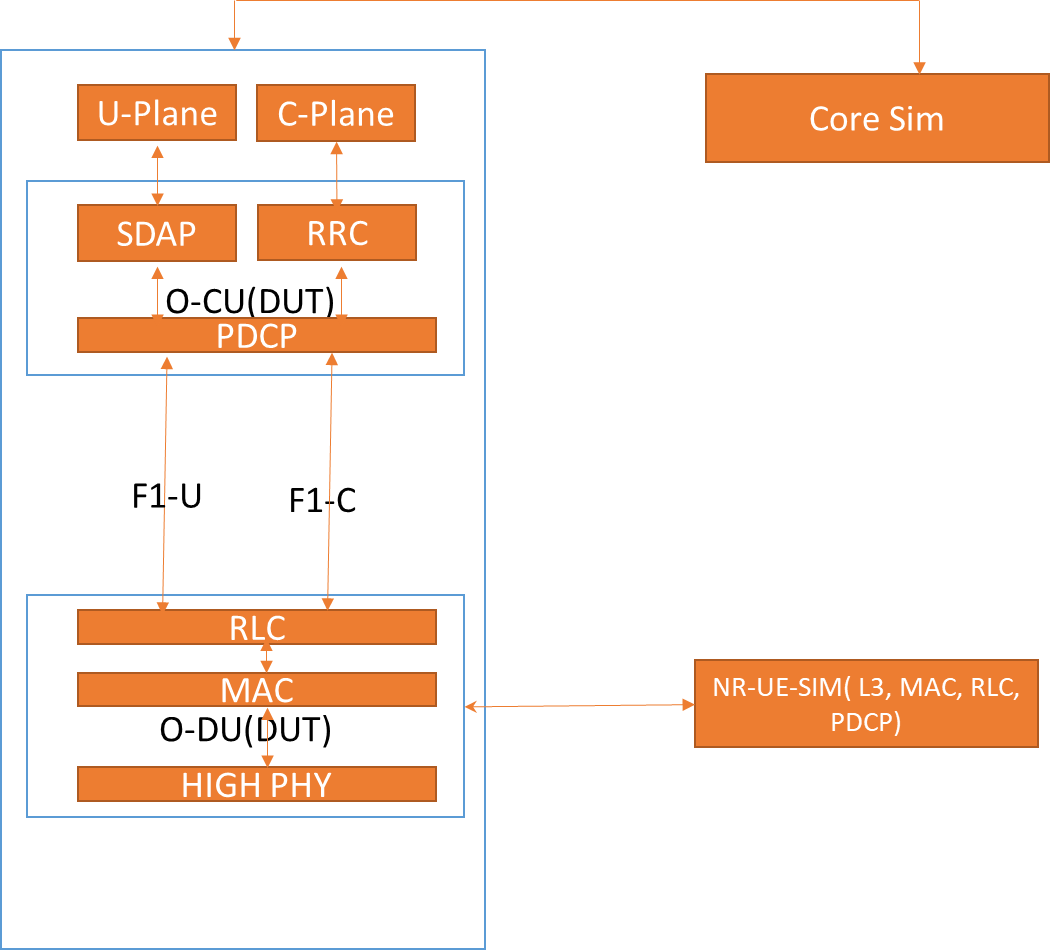 U-Plane
C-Plane
Core Sim
SDAP
RRC
O-CU(DUT)
PDCP
F1-U
F1-C
RLC
MAC
O-DU(DUT)
HIGH PHY
NR-UE-SIM( L3, MAC, RLC,
PDCP)